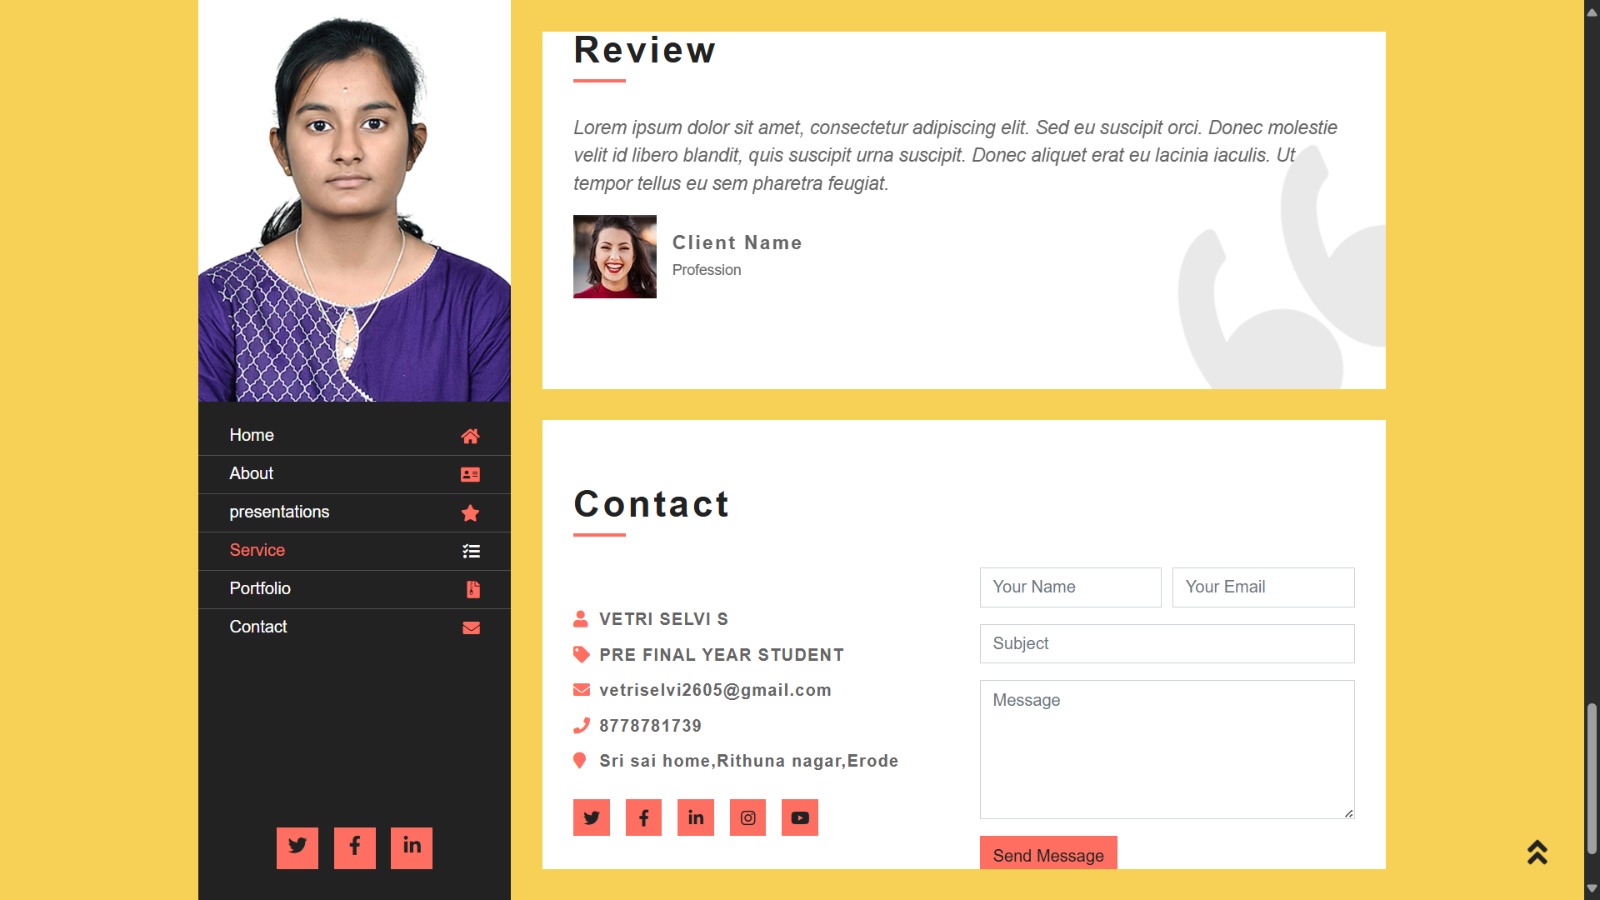 Home
About
presentations
Service
Portfolio
Contact
Review
Lorem ipsum dolor sit amet, consectetur adipiscing elit. Sed eu suscipit orci. Donec molestie
velit id libero blandit, quis suscipit urna suscipit. Donec aliquet erat eu lacinia iaculis. Ut
tempor tellus eu sem pharetra feugiat.
Client Name
Profession
Contact
VETRI SELVI S
PRE FINAL YEAR STUDENT
vetriselvi2605@gmail.com
8778781739
Sri sai home,Rithuna nagar,Erode
Your Name
Your Email
Subject
Message
Send Message